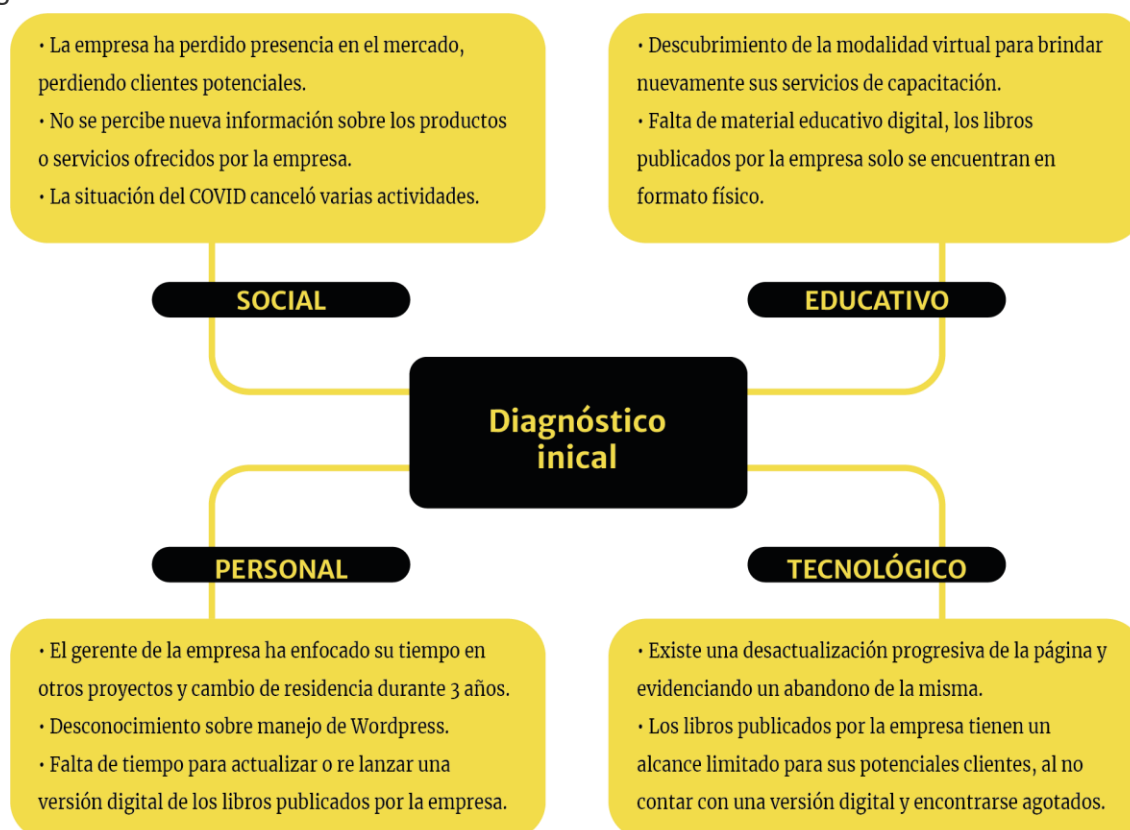 • La empresa ha perdido presencia en el mercado,
perdiendo clientes potenciales.
• No se percibe nueva información sobre los productos
o servicios ofrecidos por la empresa.
• La situación del COVID canceló varias actividades.
• Descubrimiento de la modalidad virtual para brindar
nuevamente sus servicios de capacitación.
• Falta de material educativo digital, los libros
publicados por la empresa solo se encuentran en
formato físico.
SOCIAL
EDUCATIVO
Diagnóstico
inical
PERSONAL
TECNOLÓGICO
• El gerente de la empresa ha enfocado su tiempo en
otros proyectos y cambio de residencia durante 3 años.
• Desconocimiento sobre manejo de Wordpress.
• Falta de tiempo para actualizar o re lanzar una
versión digital de los libros publicados por la empresa.
• Existe una desactualización progresiva de la página y
evidenciando un abandono de la misma.
• Los libros publicados por la empresa tienen un
alcance limitado para sus potenciales clientes, al no
contar con una versión digital y encontrarse agotados.